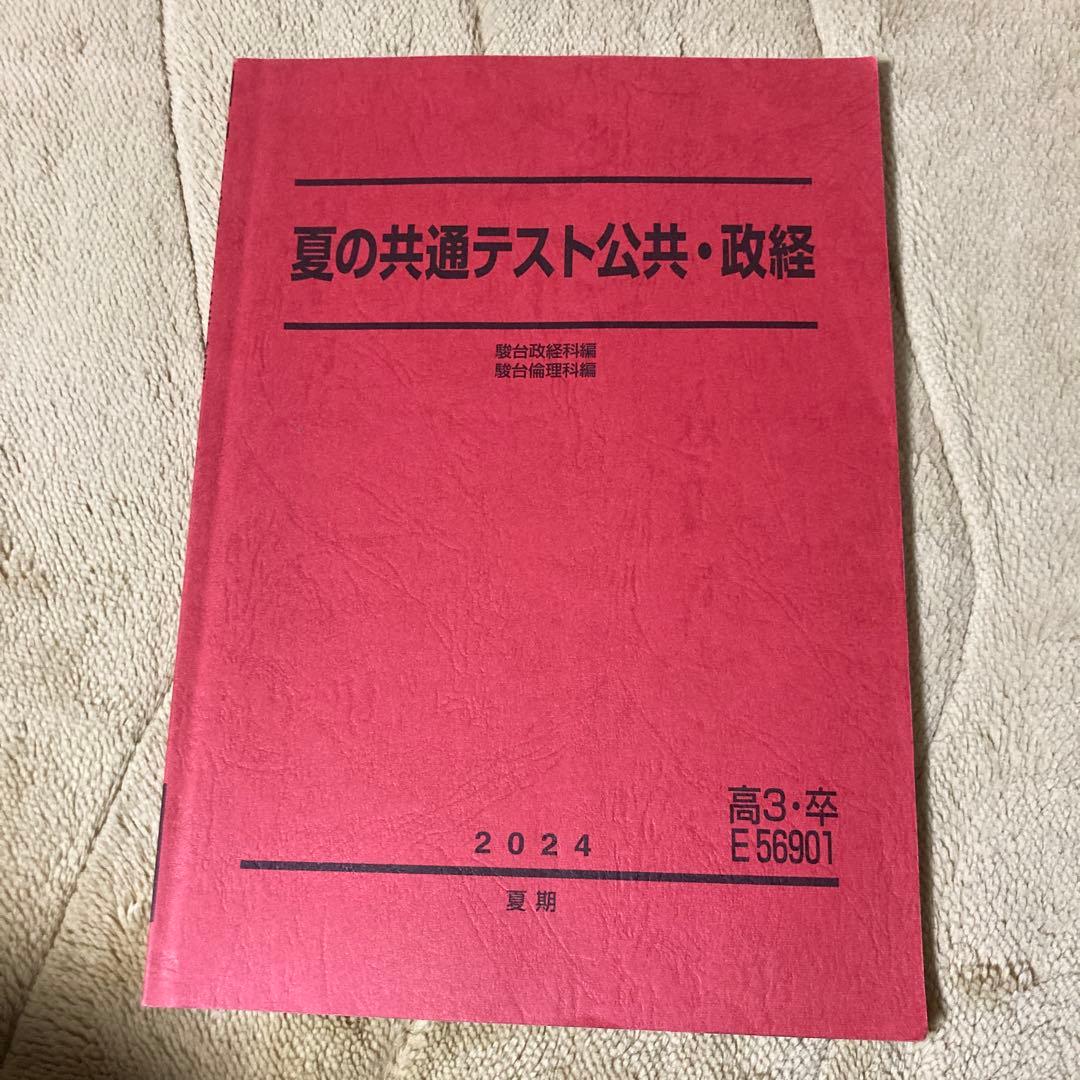 夏の共通テスト公共・政経
駿台政経科編
駿台倫理科編
高3・卒
2024
E56901
夏期